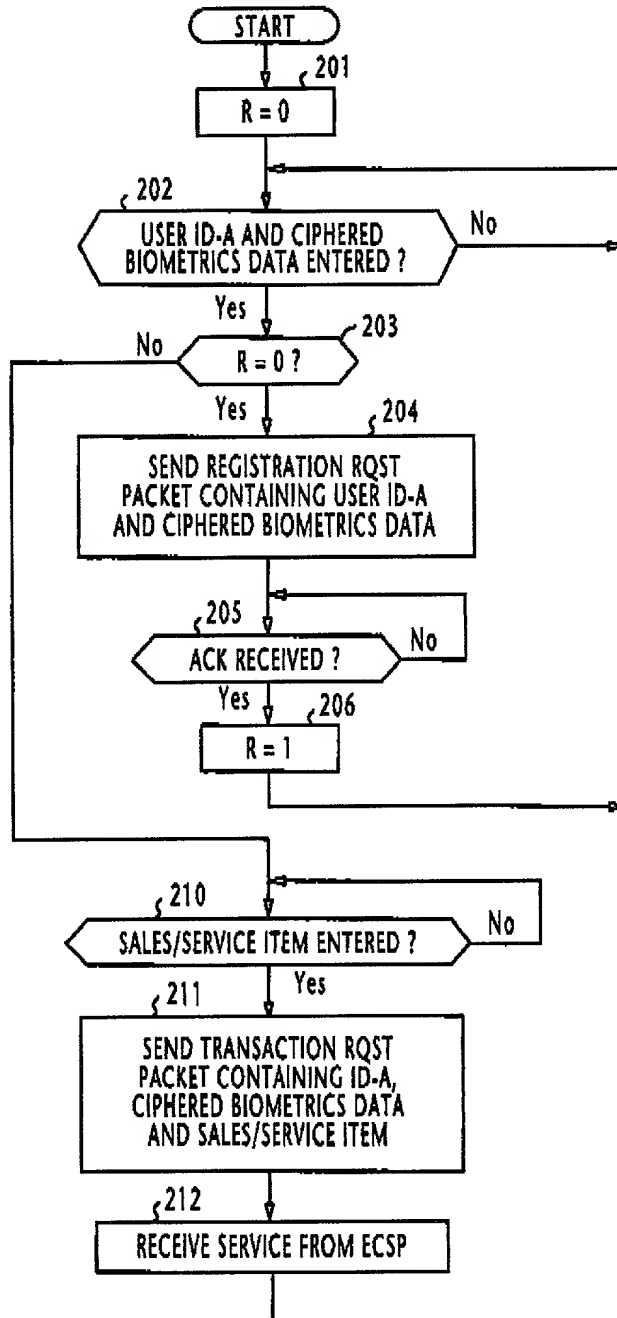 START
201
R = 0
202
USER ID-A AND CIPHERED
BIOMETRICS DATA ENTERED ?
No
Yes
203
No
R = 0 ?
Yes
204
SEND REGISTRATION RQST
PACKET CONTAINING USER ID-A
AND CIPHERED BIOMETRICS DATA
205
No
ACK RECEIVED ?
Yes
206
R = 1
210
No
SALES/SERVICE ITEM ENTERED ?
Yes
211
SEND TRANSACTION RQST
PACKET CONTAINING ID-A,
CIPHERED BIOMETRICS DATA
AND SALES/SERVICE ITEM
212
RECEIVE SERVICE FROM ECSP